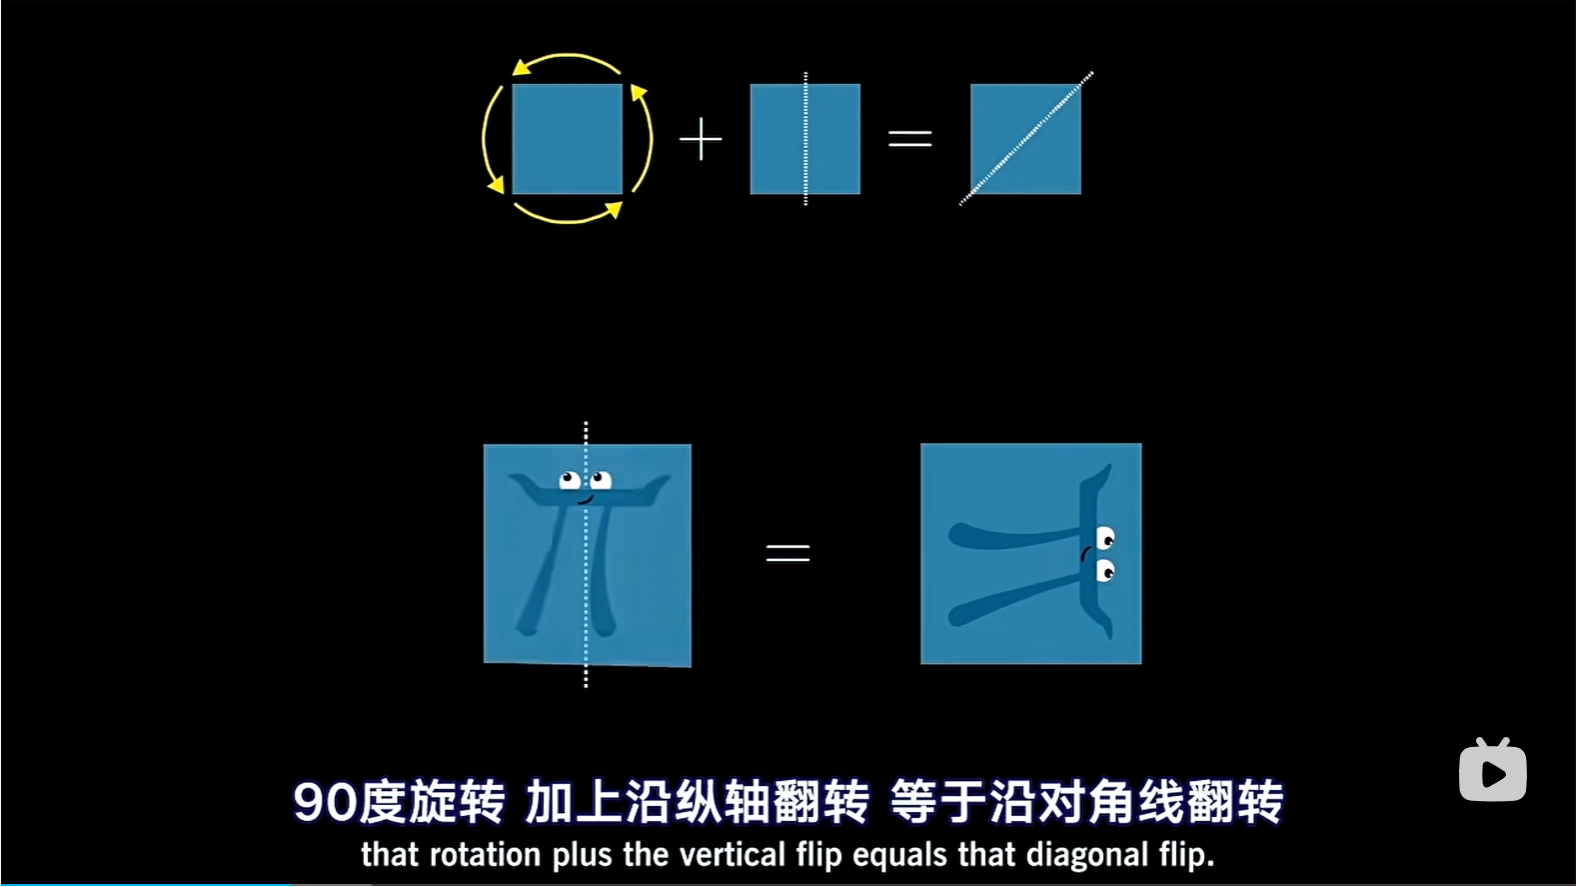 + =
=
90度旋转 加上沿纵轴翻转 等于沿对角线翻转
that rotation plus the vertical flip equals that diagonal flip.